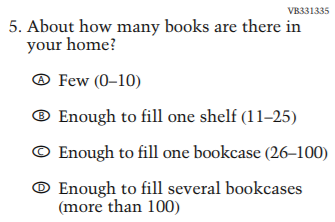 VB331335
5. About how many books are there in
your home?
A Few (0–10)
B Enough to fill one shelf (11–25)
C Enough to fill one bookcase (26–100)
D Enough to fill several bookcases
(more than 100)